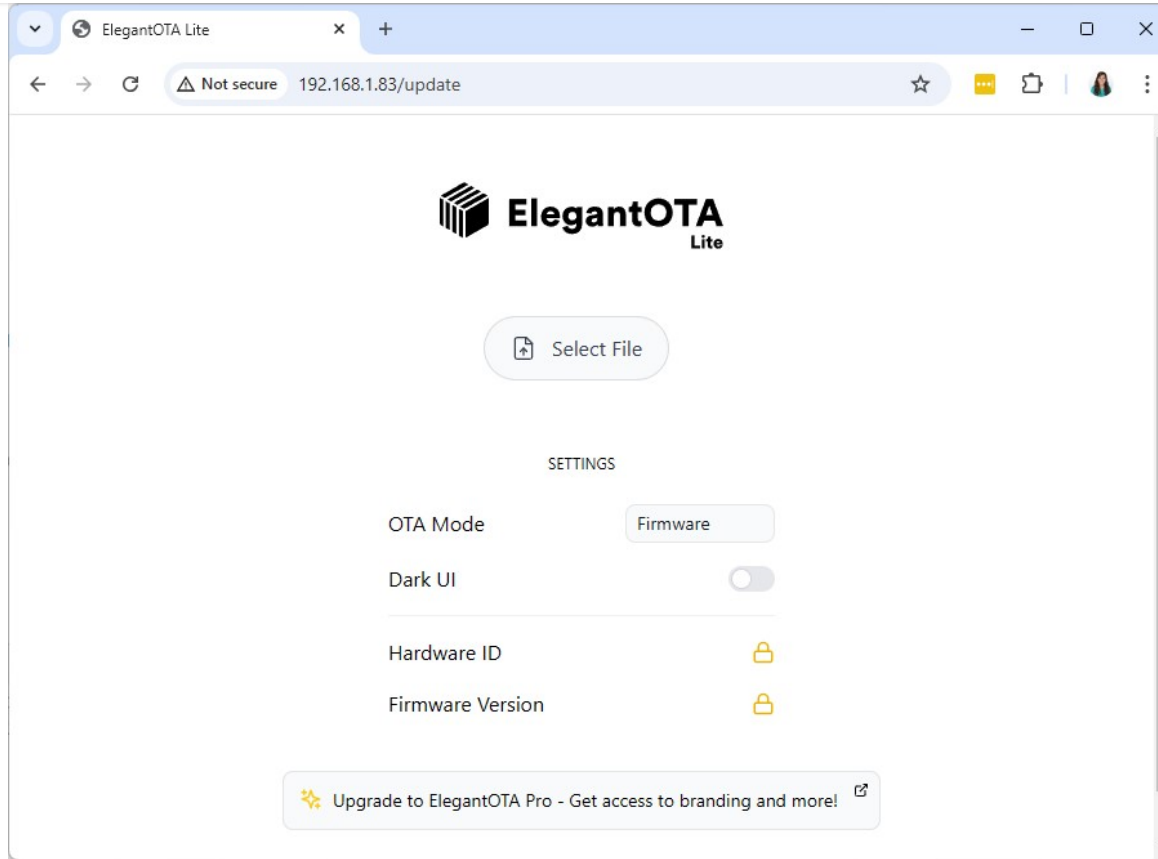 ElegantOTA Lite
Not secure 192.168.1.83/update
ElegantOTA
Lite
Select File
SETTINGS
OTA Mode Firmware
Dark UI
Hardware ID
Firmware Version
Upgrade to ElegantOTA Pro - Get access to branding and more!